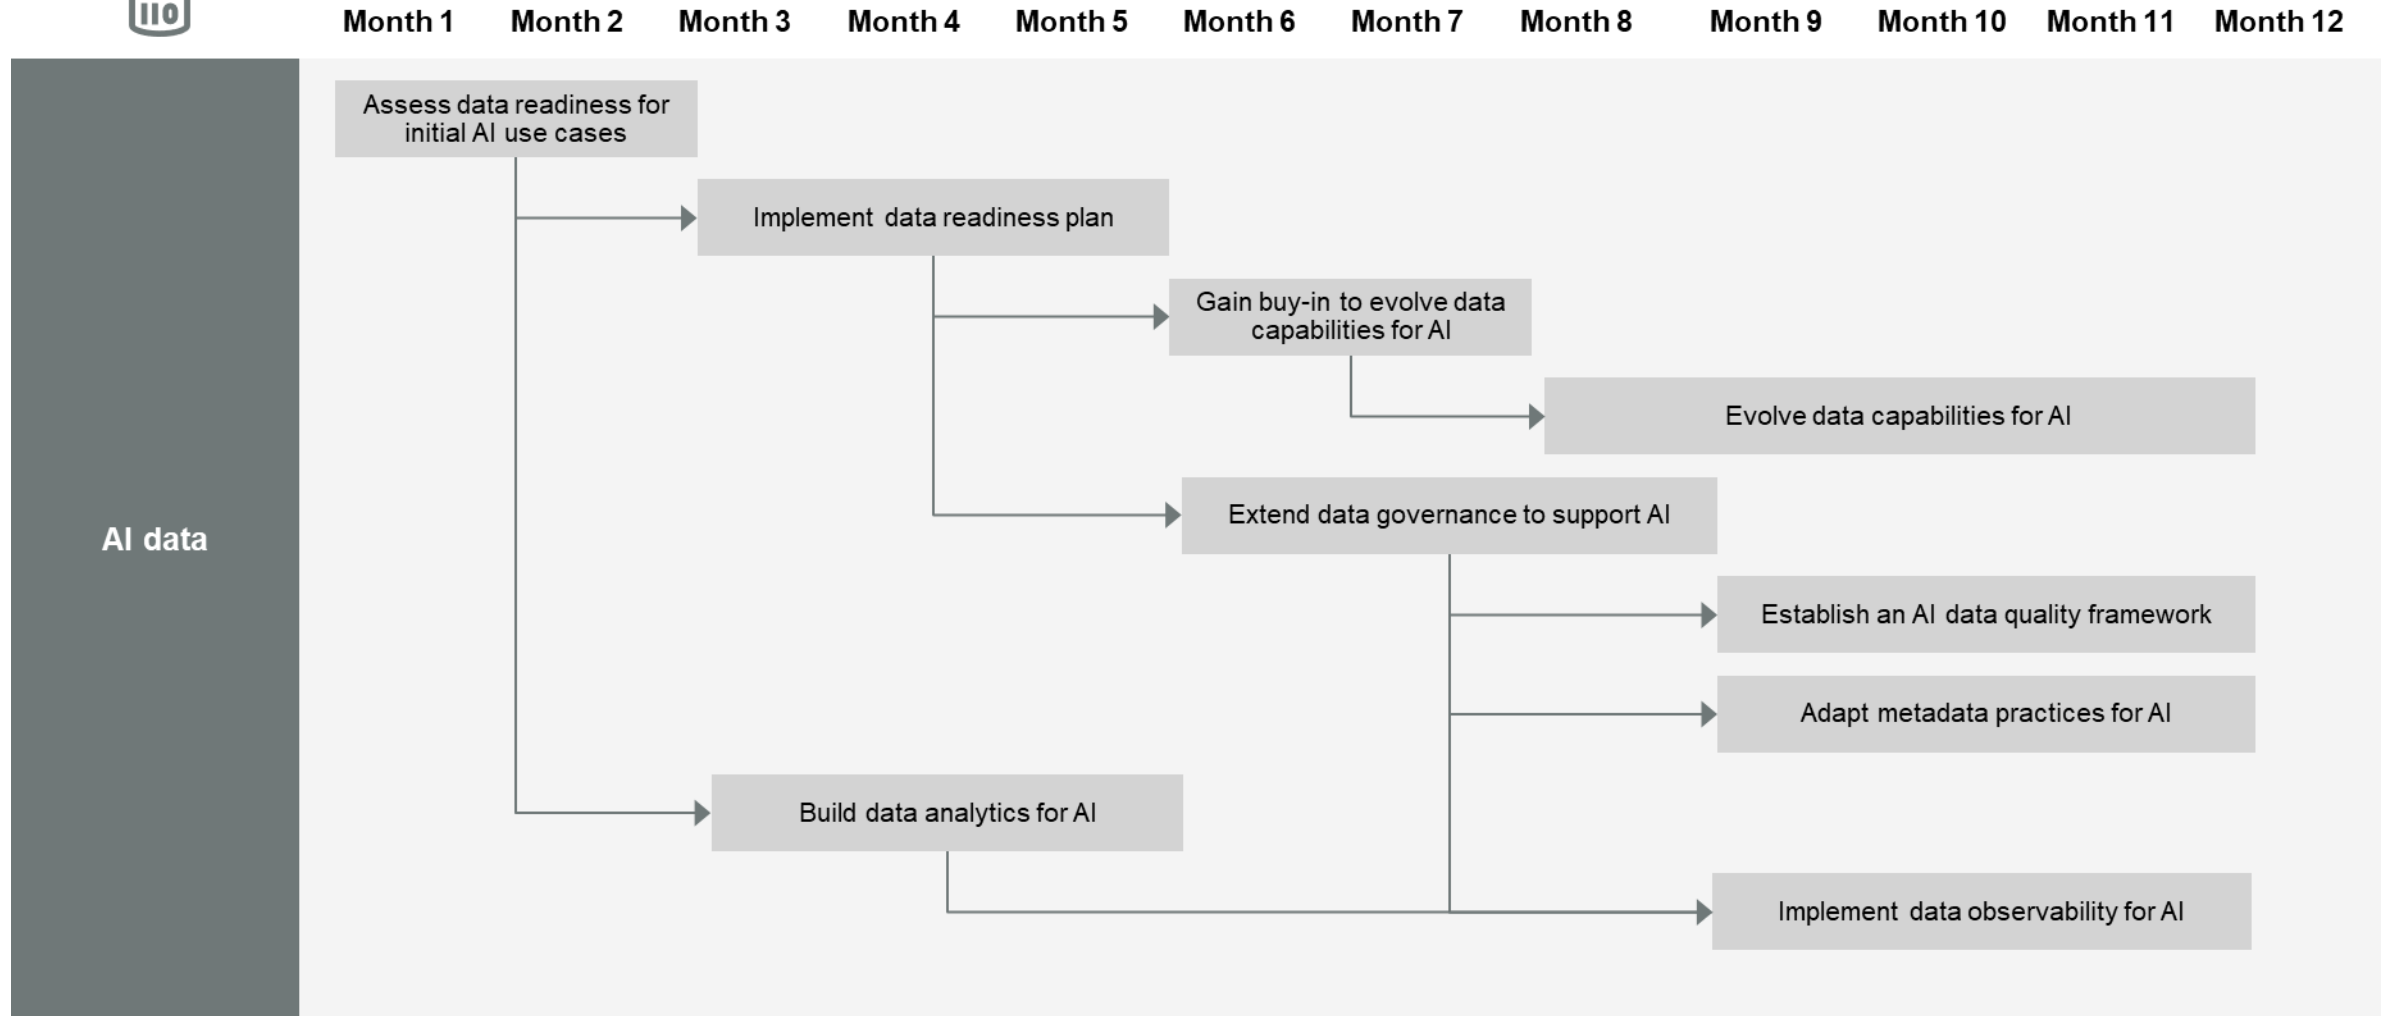 110
Month 1 Month 2 Month 3 Month 4 Month 5 Month 6 Month 7 Month 8 Month 9 Month 10 Month 11 Month 12
Assess data readiness for
initial AI use cases
Implement data readiness plan
Gain buy-in to evolve data
capabilities for AI
Evolve data capabilities for AI
Extend data governance to support AI
AI data
Establish an AI data quality framework
Adapt metadata practices for AI
Build data analytics for AI
Implement data observability for AI